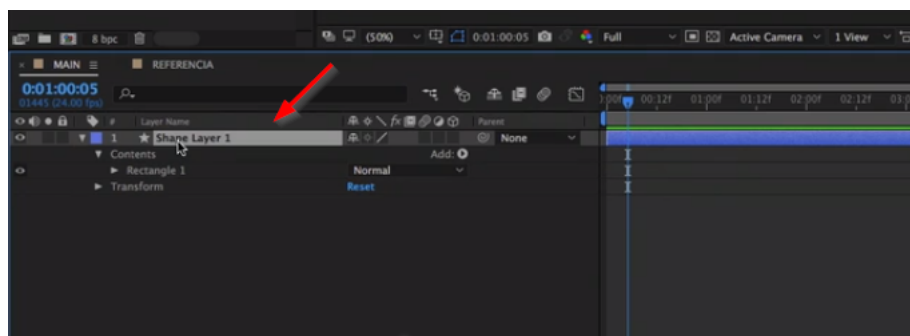 8 bpc (50%) 0:01:00:05 Full Active Camera 1 View
MAIN REFERENCIA
0:01:00:05
01445 (24.00 fps) 00:12f 01:00f 01:12f 02:00f 02:12f
# Layer Name Parent
1 Shape Layer 1 None
Contents Add:
Rectangle 1 Normal
Transform Reset